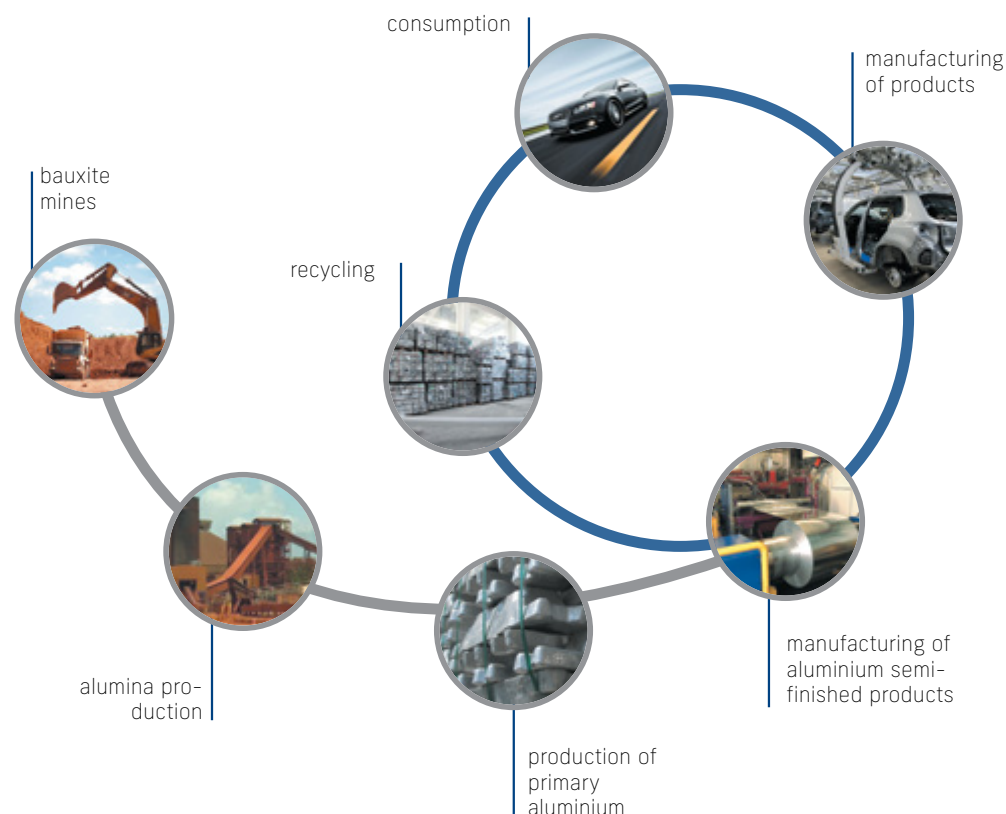 consumption
manufacturing
of products
bauxite
mines
recycling
alumina pro-
duction
manufacturing of
aluminium semi-
finished products
production of
primary
aluminium